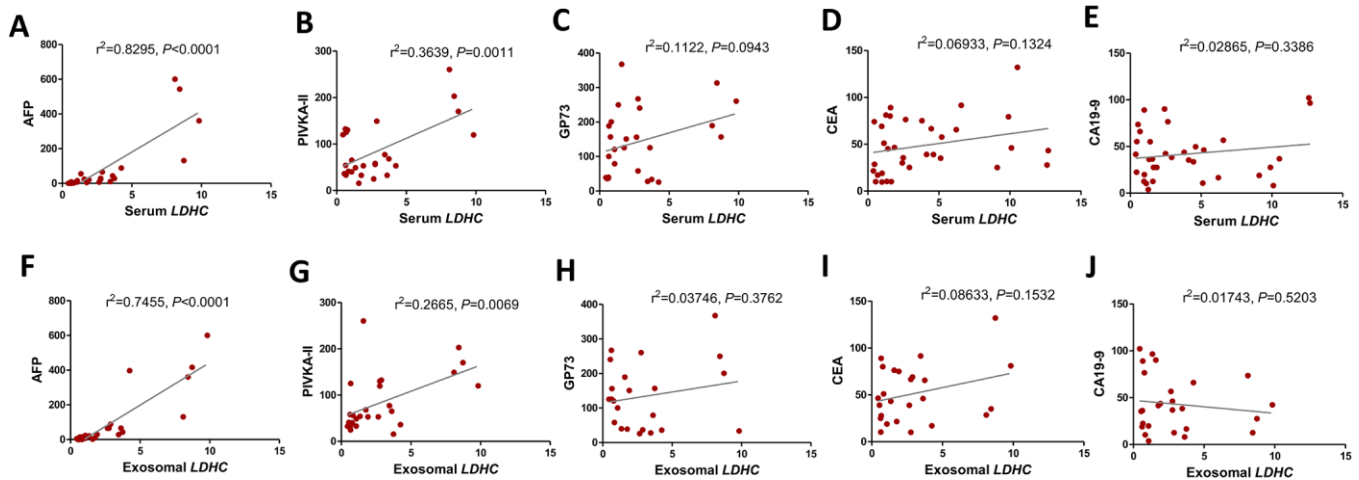 A
r²=0.8295, P<0.0001
800
600
400
200
0
0 5 10 15
AFP
Serum LDHC
B
r²=0.3639, P=0.0011
300
200
100
0
0 5 10 15
PIVKA-II
Serum LDHC
C
r²=0.1122, P=0.0943
400
300
200
100
0
0 5 10 15
GP73
Serum LDHC
D
r²=0.06933, P=0.1324
150
100
50
0
0 5 10 15
CEA
Serum LDHC
E
r²=0.02865, P=0.3386
150
100
50
0
0 5 10 15
CA19-9
Serum LDHC
F
r²=0.7455, P<0.0001
800
600
400
200
0
0 5 10 15
AFP
Exosomal LDHC
G
r²=0.2665, P=0.0069
300
200
100
0
0 5 10 15
PIVKA-II
Exosomal LDHC
H
r²=0.03746, P=0.3762
400
300
200
100
0
0 5 10 15
GP73
Exosomal LDHC
I
r²=0.08633, P=0.1532
150
100
50
0
0 5 10 15
CEA
Exosomal LDHC
J
r²=0.01743, P=0.5203
150
100
50
0
0 5 10 15
CA19-9
Exosomal LDHC